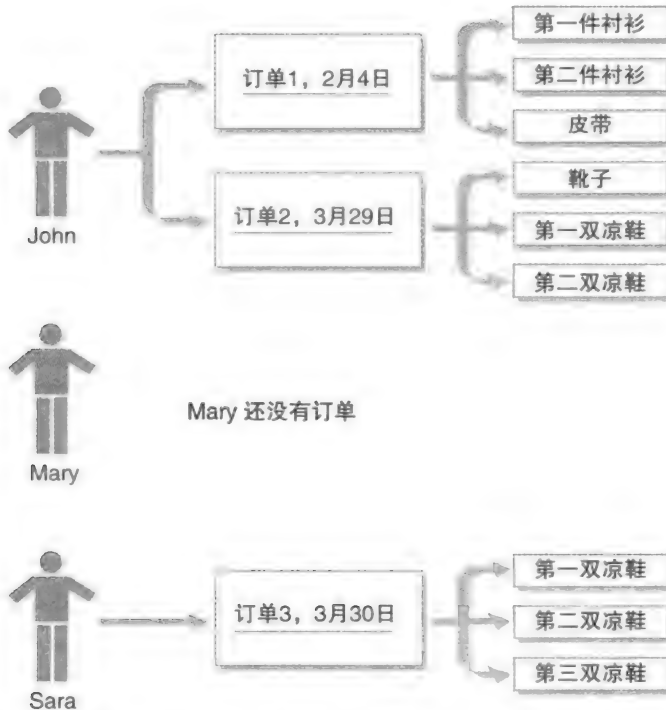 第一件衬衫
订单1，2月4日
第二件衬衫
皮带
John
订单2，3月29日
靴子
第一双凉鞋
第二双凉鞋
Mary 还没有订单
Mary
第一双凉鞋
订单3，3月30日
第二双凉鞋
第三双凉鞋
Sara